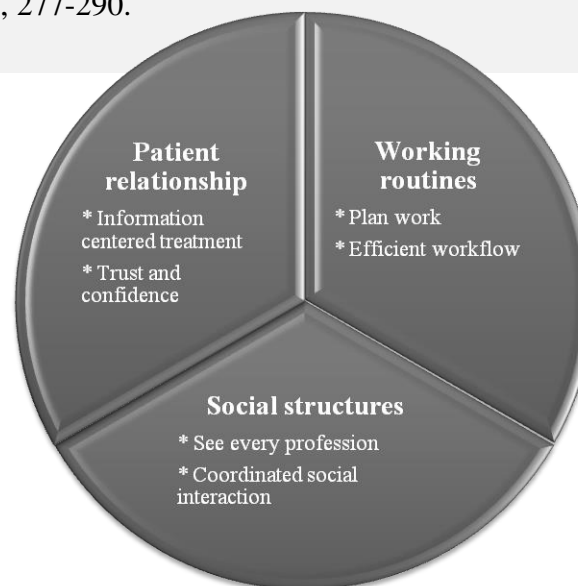 , 277-290.
Patient
relationship
* Information
centered treatment
* Trust and
confidence
Working
routines
* Plan work
* Efficient workflow
Social structures
* See every profession
* Coordinated social
interaction